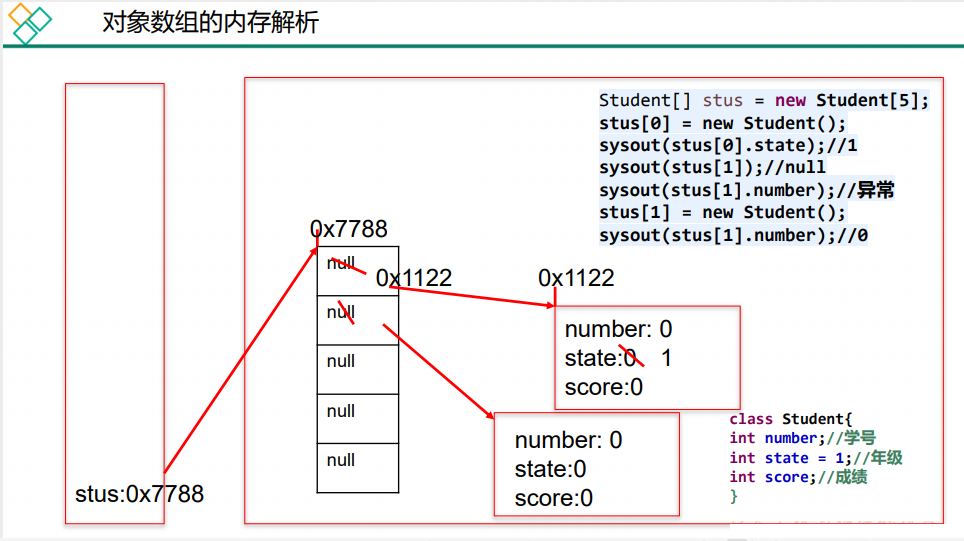 对象数组的内存解析
Student[] stus = new Student[5];
stus[0] = new Student();
sysout(stus[0].state);//1
sysout(stus[1]);//null
sysout(stus[1].number);//异常
stus[1] = new Student();
sysout(stus[1].number);//0
0x7788
null
0x1122
0x1122
null
null
null
null
number: 0
state:0 1
score:0
number: 0
state:0
score:0
stus:0x7788
class Student{
int number;//学号
int state = 1;//年级
int score;//成绩
}